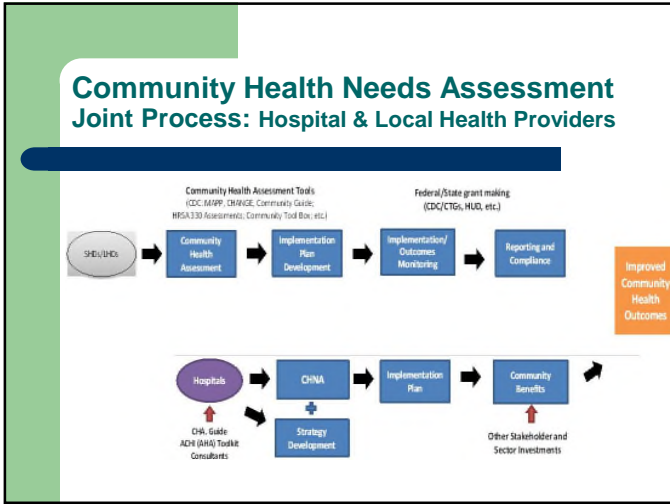 Community Health Needs Assessment
Joint Process: Hospital & Local Health Providers
Community Health Assessment Tools
(CDC: MAPP, CHANGE, Community Guide;
HRSA 330 Assessments; Community Tool Box; etc.)
Federal/State grant making
(CDC/CTGs, HUD, etc.)
SHDs/LHDs
Community
Health
Assessment
Implementation
Plan
Development
Implementation/
Outcomes
Monitoring
Reporting and
Compliance
Improved
Community
Health
Outcomes
Hospitals
CHNA
Implementation
Plan
Community
Benefits
Strategy
Development
CHA. Guide
ACHI (AHA) Toolkit
Consultants
Other Stakeholder and
Sector Investments